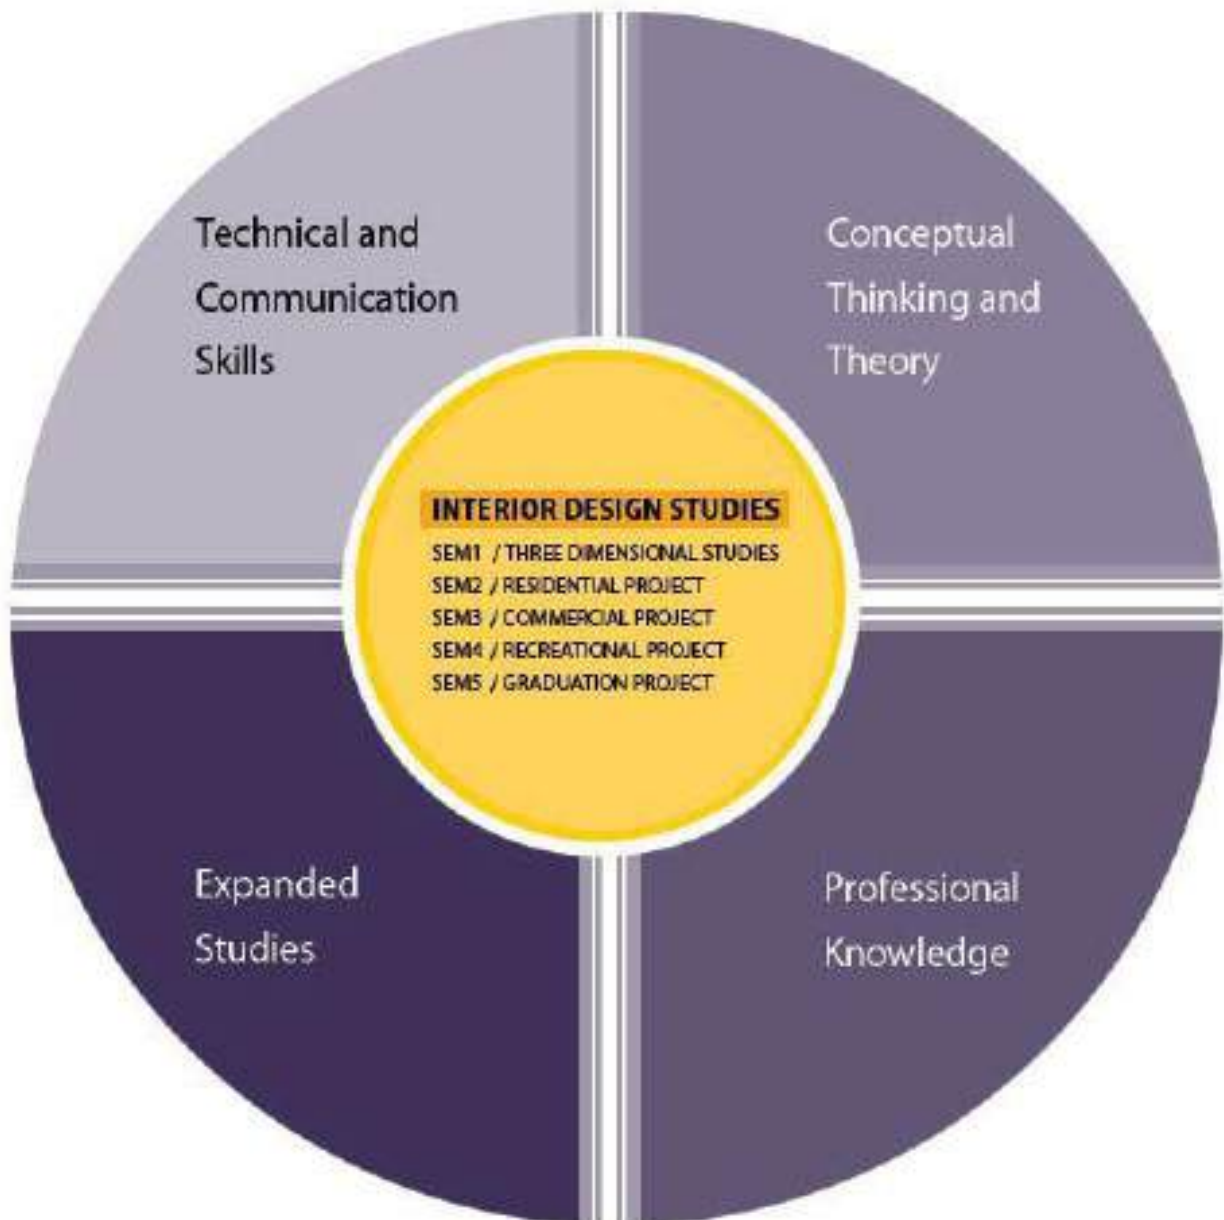 Technical and
Communication
Skills
Conceptual
Thinking and
Theory
INTERIOR DESIGN STUDIES
SEM1 / THREE DIMENSIONAL STUDIES
SEM2 / RESIDENTIAL PROJECT
SEM3 / COMMERCIAL PROJECT
SEM4 / RECREATIONAL PROJECT
SEM5 / GRADUATION PROJECT
Expanded
Studies
Professional
Knowledge